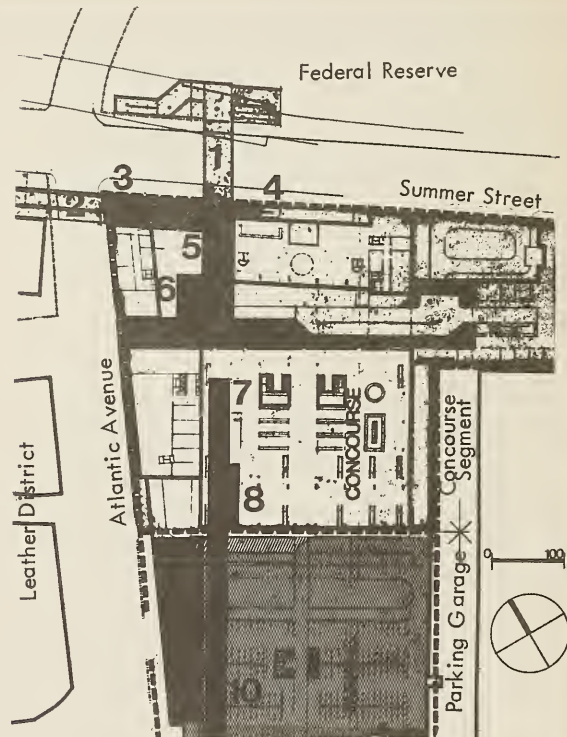 Federal Reserve
1
3
4
Summer Street
5
6
7
8
CONCOURSE
10
Atlantic Avenue
Leather District
Concourse
Segment
Parking Garage
0 100